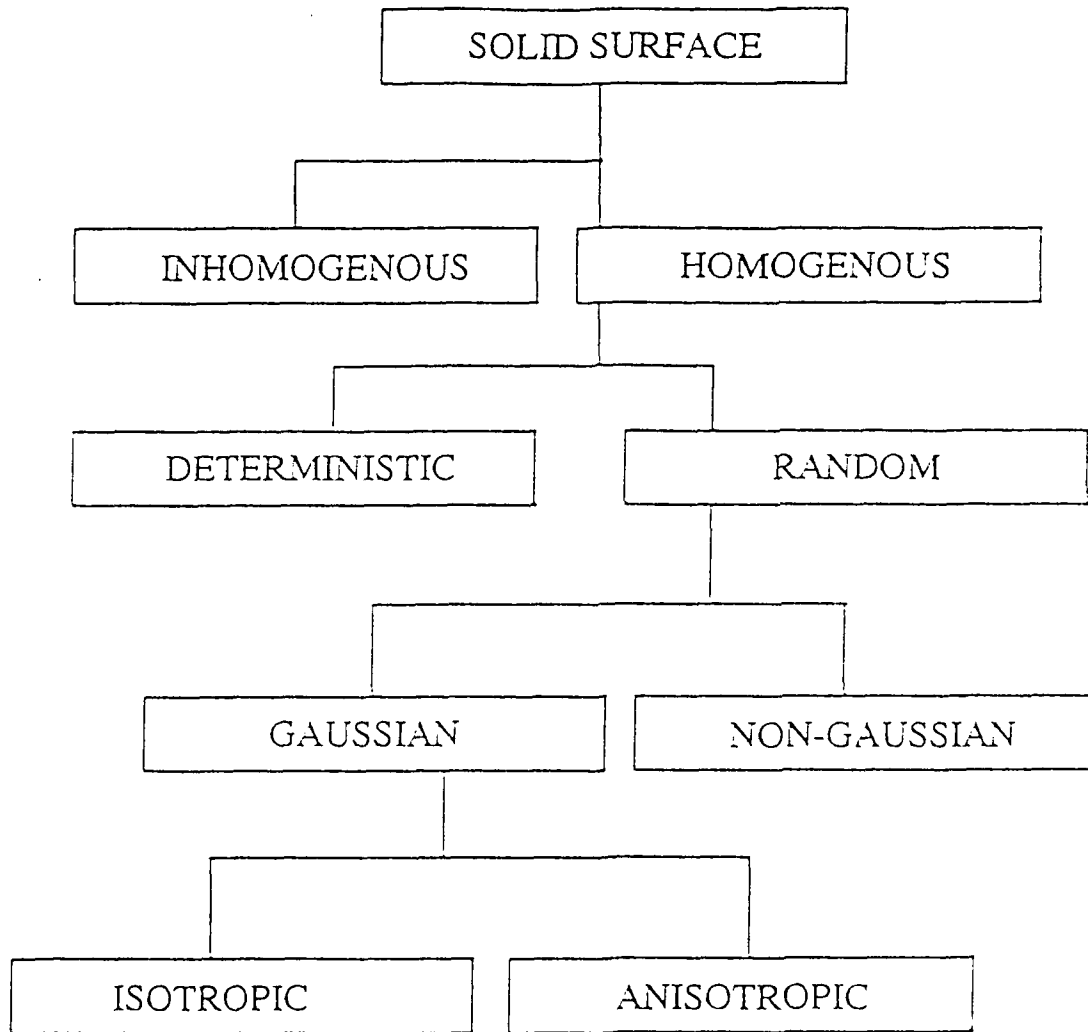 SOLID SURFACE
INHOMOGENOUS
HOMOGENOUS
DETERMINISTIC
RANDOM
GAUSSIAN
NON-GAUSSIAN
ISOTROPIC
ANISOTROPIC